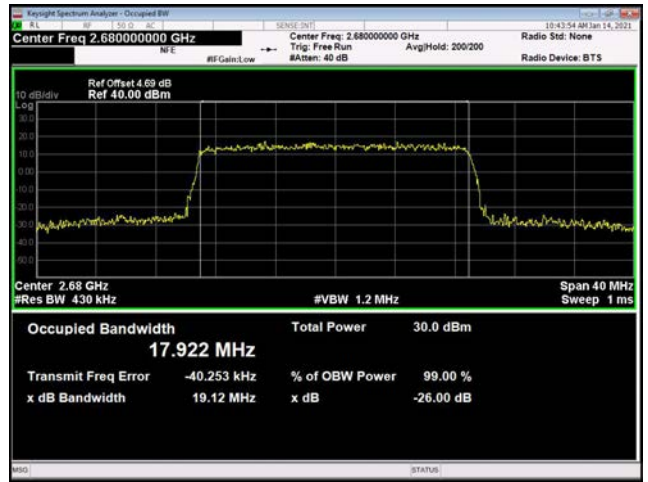 Keysight Spectrum Analyzer - Occupied BW
RL RF 50 Ω AC SENSE:INT 10:43:54 AM Jan 14, 2021
Center Freq 2.680000000 GHz Center Freq: 2.680000000 GHz Radio Std: None
NFE Trig: Free Run Avg|Hold: 200/200
#IFGain:Low #Atten: 40 dB Radio Device: BTS
Ref Offset 4.69 dB
10 dB/div Ref 40.00 dBm
Log
30.0
20.0
10.0
0.00
-10.0
-20.0
-30.0
-40.0
-50.0
Center 2.68 GHz Span 40 MHz
#Res BW 430 kHz #VBW 1.2 MHz Sweep 1 ms
Occupied Bandwidth Total Power 30.0 dBm
17.922 MHz
Transmit Freq Error -40.253 kHz % of OBW Power 99.00 %
x dB Bandwidth 19.12 MHz x dB -26.00 dB
MSG STATUS